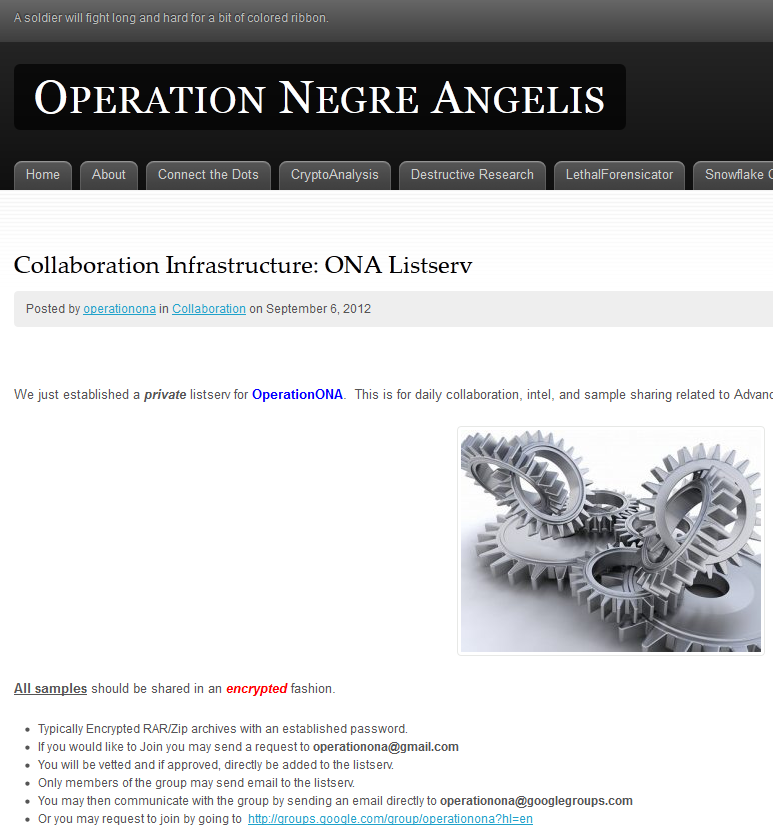 A soldier will fight long and hard for a bit of colored ribbon.
Operation Negre Angelis
Home About Connect the Dots CryptoAnalysis Destructive Research LethalForensicator Snowflake
Collaboration Infrastructure: ONA Listserv
Posted by operationona in Collaboration on September 6, 2012
We just established a private listserv for OperationONA. This is for daily collaboration, intel, and sample sharing related to
All samples should be shared in an encrypted fashion.
Typically Encrypted RAR/Zip archives with an established password.
If you would like to Join you may send a request to operationona@gmail.com
You will be vetted and if approved, directly be added to the listserv.
Only members of the group may send email to the listserv.
You may then communicate with the group by sending an email directly to operationona@googlegroups.com
Or you may request to join by going to http://groups.google.com/group/operationona?hl=en